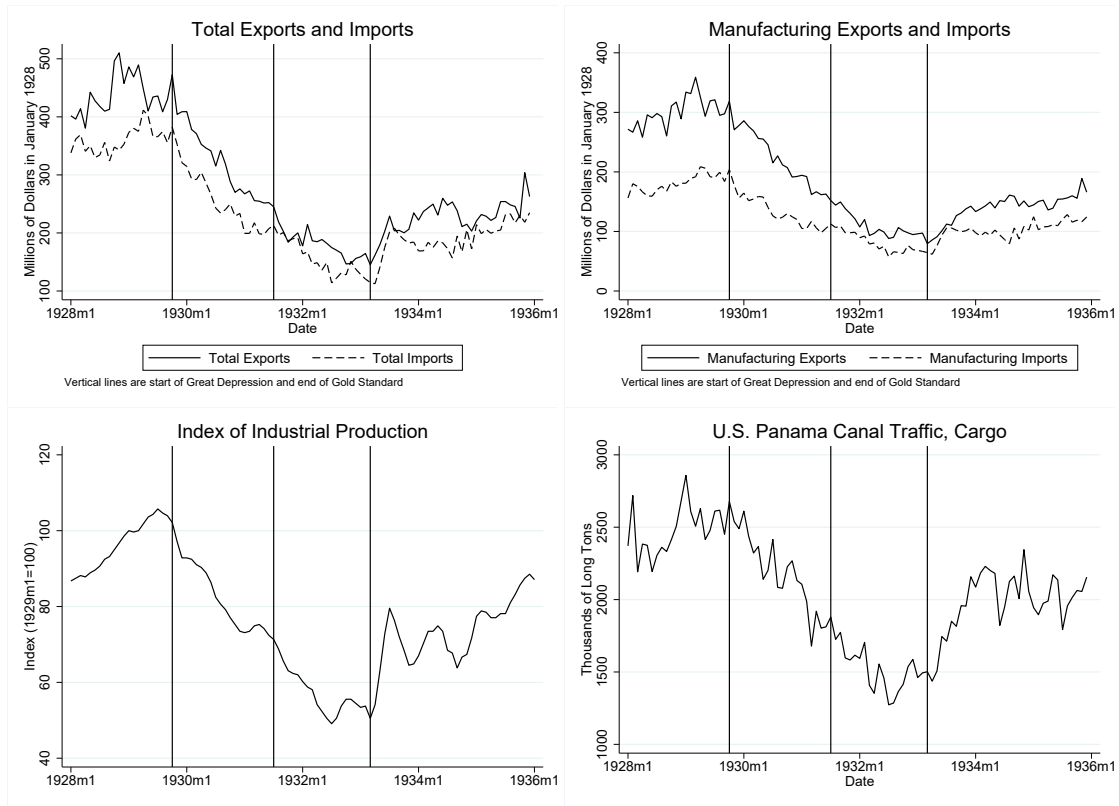 Total Exports and Imports
Millions of Dollars in January 1928
500
400
300
200
100
1928m1 1930m1 1932m1 1934m1 1936m1
Date
Total Exports Total Imports
Vertical lines are start of Great Depression and end of Gold Standard
Manufacturing Exports and Imports
Millions of Dollars in January 1928
400
300
200
100
0
1928m1 1930m1 1932m1 1934m1 1936m1
Date
Manufacturing Exports Manufacturing Imports
Vertical lines are start of Great Depression and end of Gold Standard
Index of Industrial Production
Index (1929m1=100)
120
100
80
60
40
1928m1 1930m1 1932m1 1934m1 1936m1
U.S. Panama Canal Traffic, Cargo
Thousands of Long Tons
3000
2500
2000
1500
1000
1928m1 1930m1 1932m1 1934m1 1936m1
Date